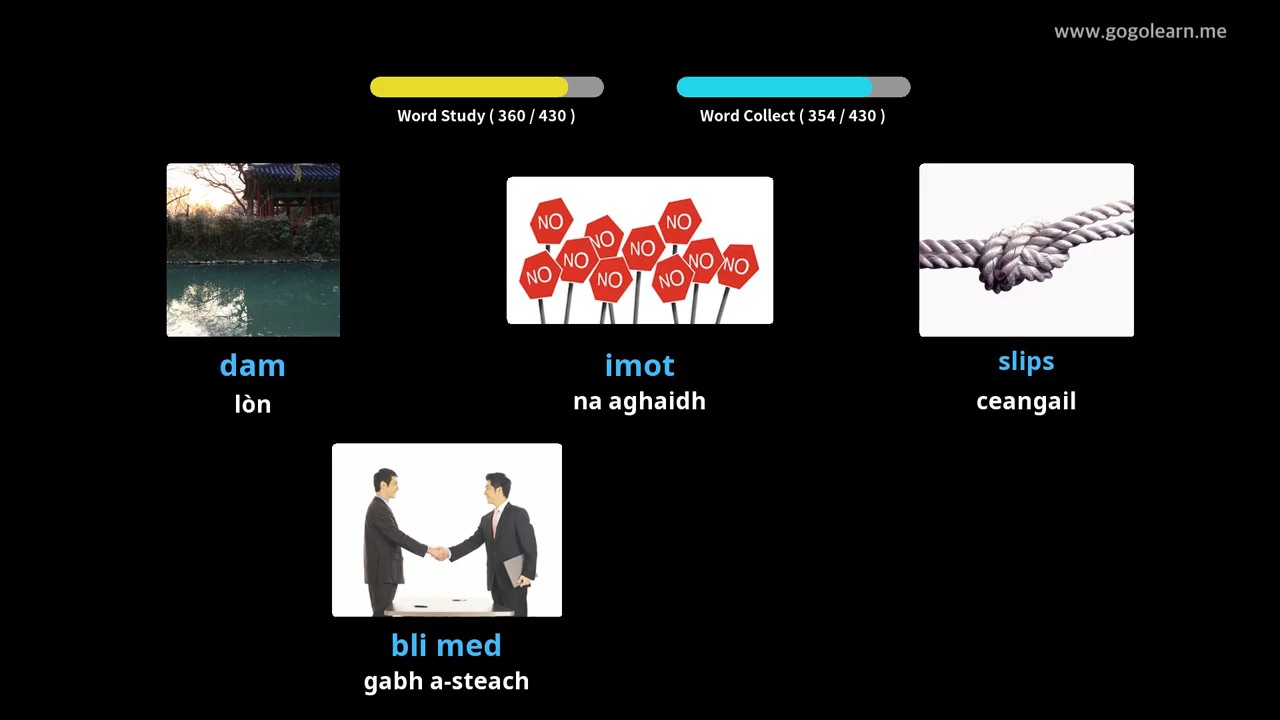 www.gogolearn.me
Word Study ( 360 / 430 )
Word Collect ( 354 / 430 )
NO NO NO NO NO NO NO NO NO NO
dam
lòn
imot
na aghaidh
slips
ceangail
bli med
gabh a-steach